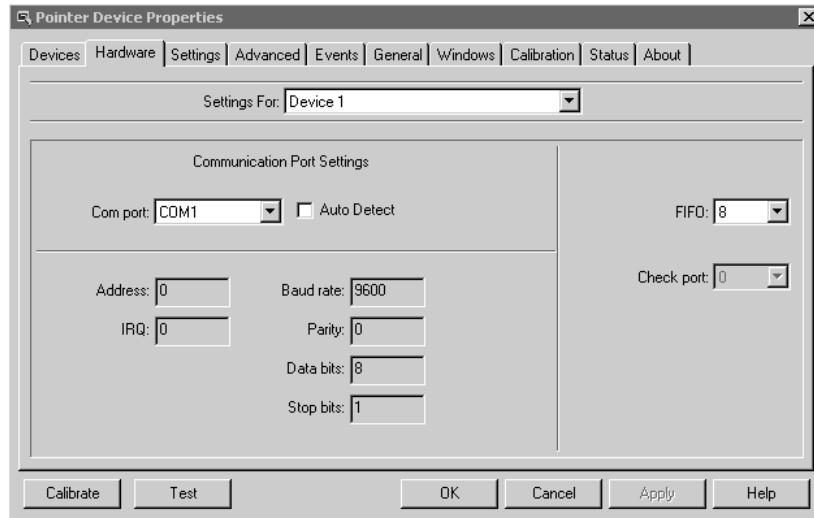 Pointer Device Properties
Devices Hardware Settings Advanced Events General Windows Calibration Status About
Settings For: Device 1
Communication Port Settings
Com port: COM1 Auto Detect FIFO: 8
Check port: 0
Address: 0 Baud rate: 9600
IRQ: 0 Parity: 0
Data bits: 8
Stop bits: 1
Calibrate Test OK Cancel Apply Help